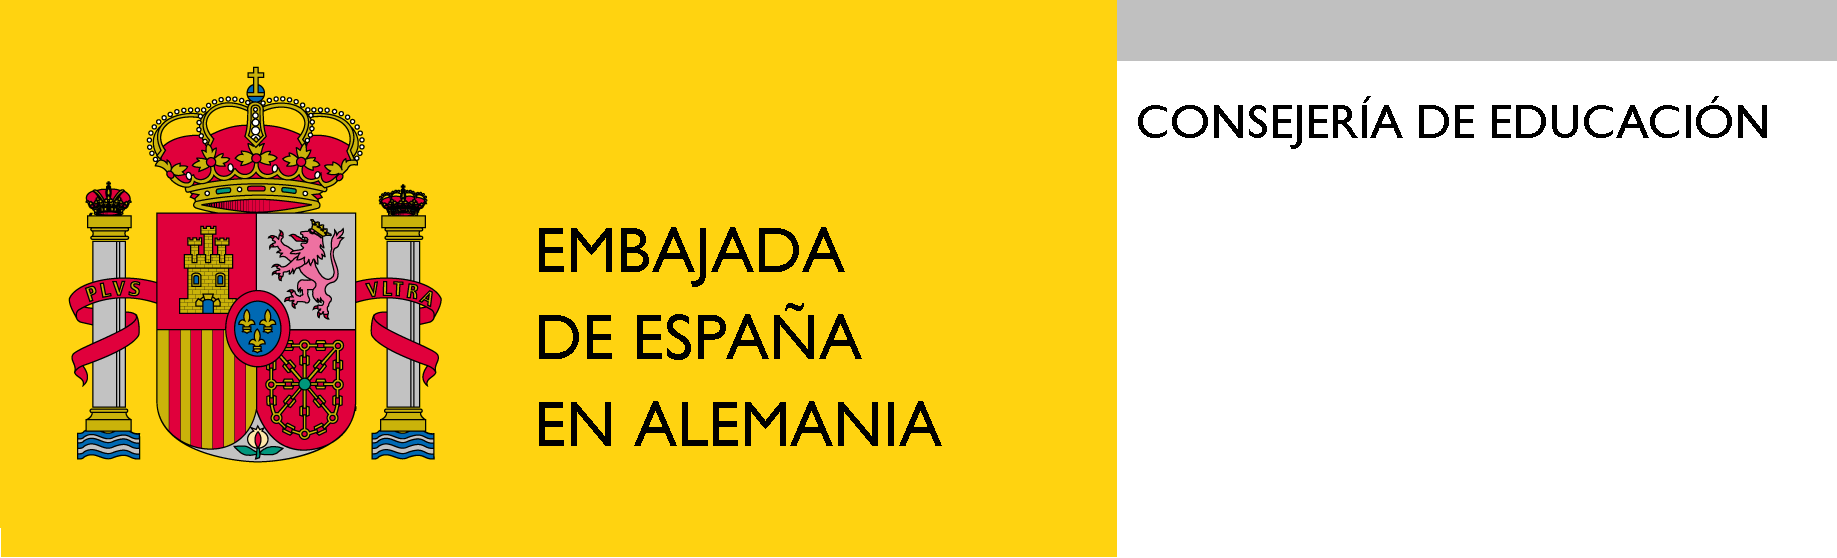 PLVS VLTRA
EMBAJADA
DE ESPAÑA
EN ALEMANIA
CONSEJERÍA DE EDUCACIÓN